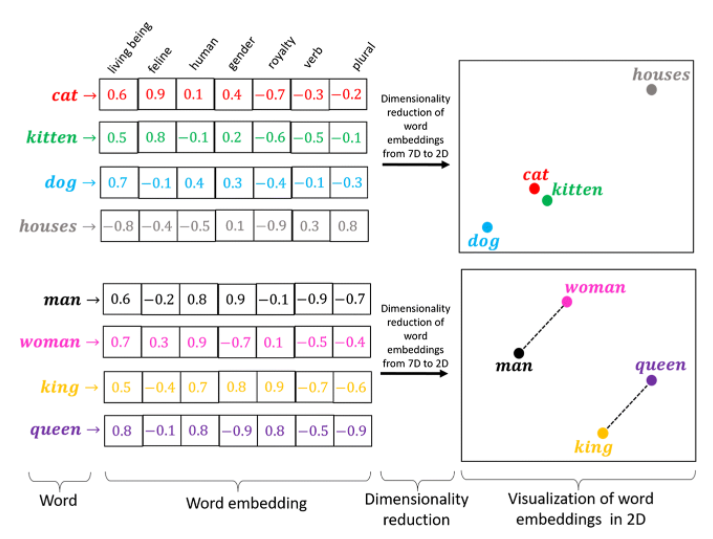 living being feline human gender royalty verb plural
cat → 0.6 0.9 0.1 0.4 −0.7 −0.3 −0.2
kitten → 0.5 0.8 −0.1 0.2 −0.6 −0.5 −0.1
dog → 0.7 −0.1 0.4 0.3 −0.4 −0.1 −0.3
houses → −0.8 −0.4 −0.5 0.1 −0.9 0.3 0.8
Dimensionality
reduction of
word
embeddings
from 7D to 2D
houses
cat
kitten
dog
man → 0.6 −0.2 0.8 0.9 −0.1 −0.9 −0.7
woman → 0.7 0.3 0.9 −0.7 0.1 −0.5 −0.4
king → 0.5 −0.4 0.7 0.8 0.9 −0.7 −0.6
queen → 0.8 −0.1 0.8 −0.9 0.8 −0.5 −0.9
Dimensionality
reduction of
word
embeddings
from 7D to 2D
woman
man
queen
king
Word
Word embedding
Dimensionality
reduction
Visualization of word
embeddings in 2D